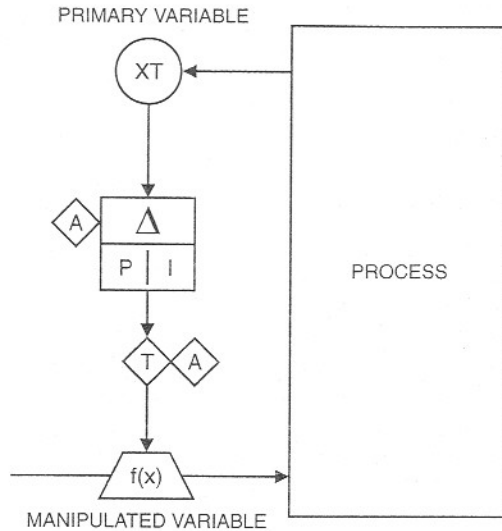 PRIMARY VARIABLE
XT
A
Δ
P I
PROCESS
T A
f(x)
MANIPULATED VARIABLE